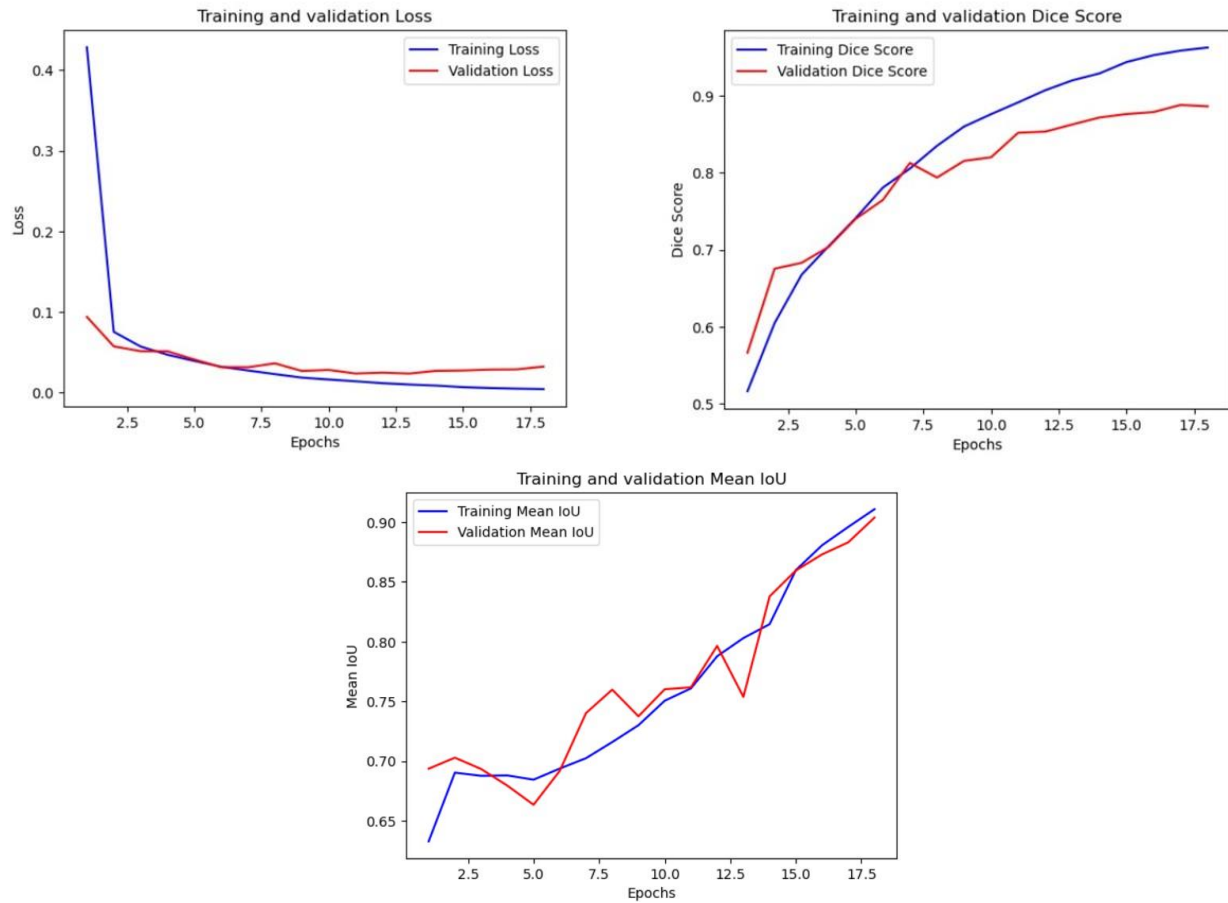 Training and validation Loss
Training Loss
Validation Loss
0.4
0.3
0.2
0.1
0.0
Loss
2.5 5.0 7.5 10.0 12.5 15.0 17.5
Epochs
Training and validation Dice Score
Training Dice Score
Validation Dice Score
0.9
0.8
0.7
0.6
0.5
Dice Score
2.5 5.0 7.5 10.0 12.5 15.0 17.5
Epochs
Training and validation Mean IoU
Training Mean IoU
Validation Mean IoU
0.90
0.85
0.80
0.75
0.70
0.65
Mean IoU
2.5 5.0 7.5 10.0 12.5 15.0 17.5
Epochs